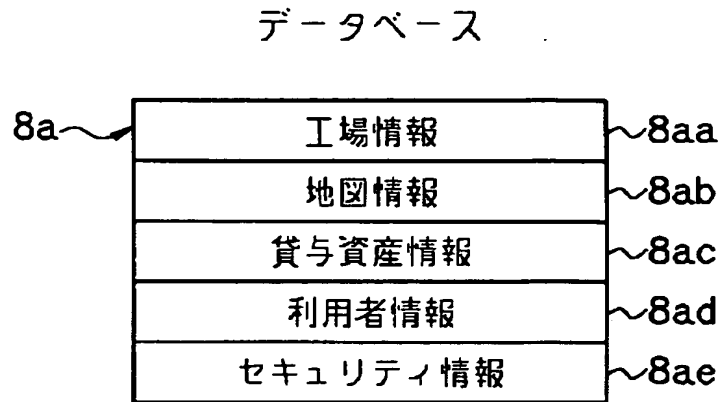 データベース
8a 工場情報 8aa
地図情報 8ab
貸与資産情報 8ac
利用者情報 8ad
セキュリティ情報 8ae